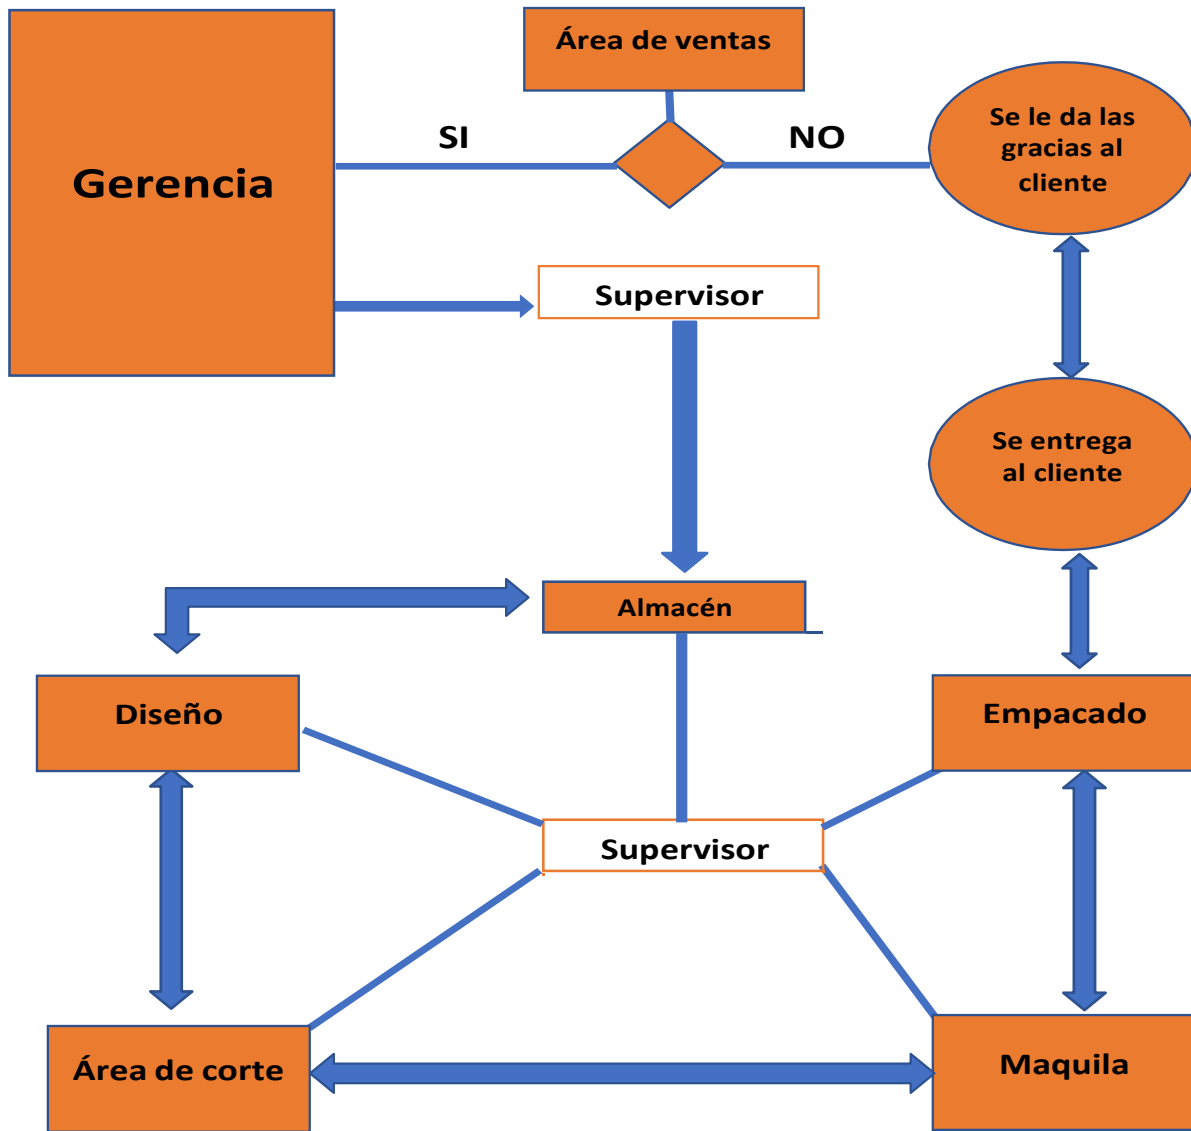 Área de ventas
SI
NO
Se le da las
gracias al
cliente
Gerencia
Supervisor
Se entrega
al cliente
Almacén
Diseño
Empacado
Supervisor
Área de corte
Maquila